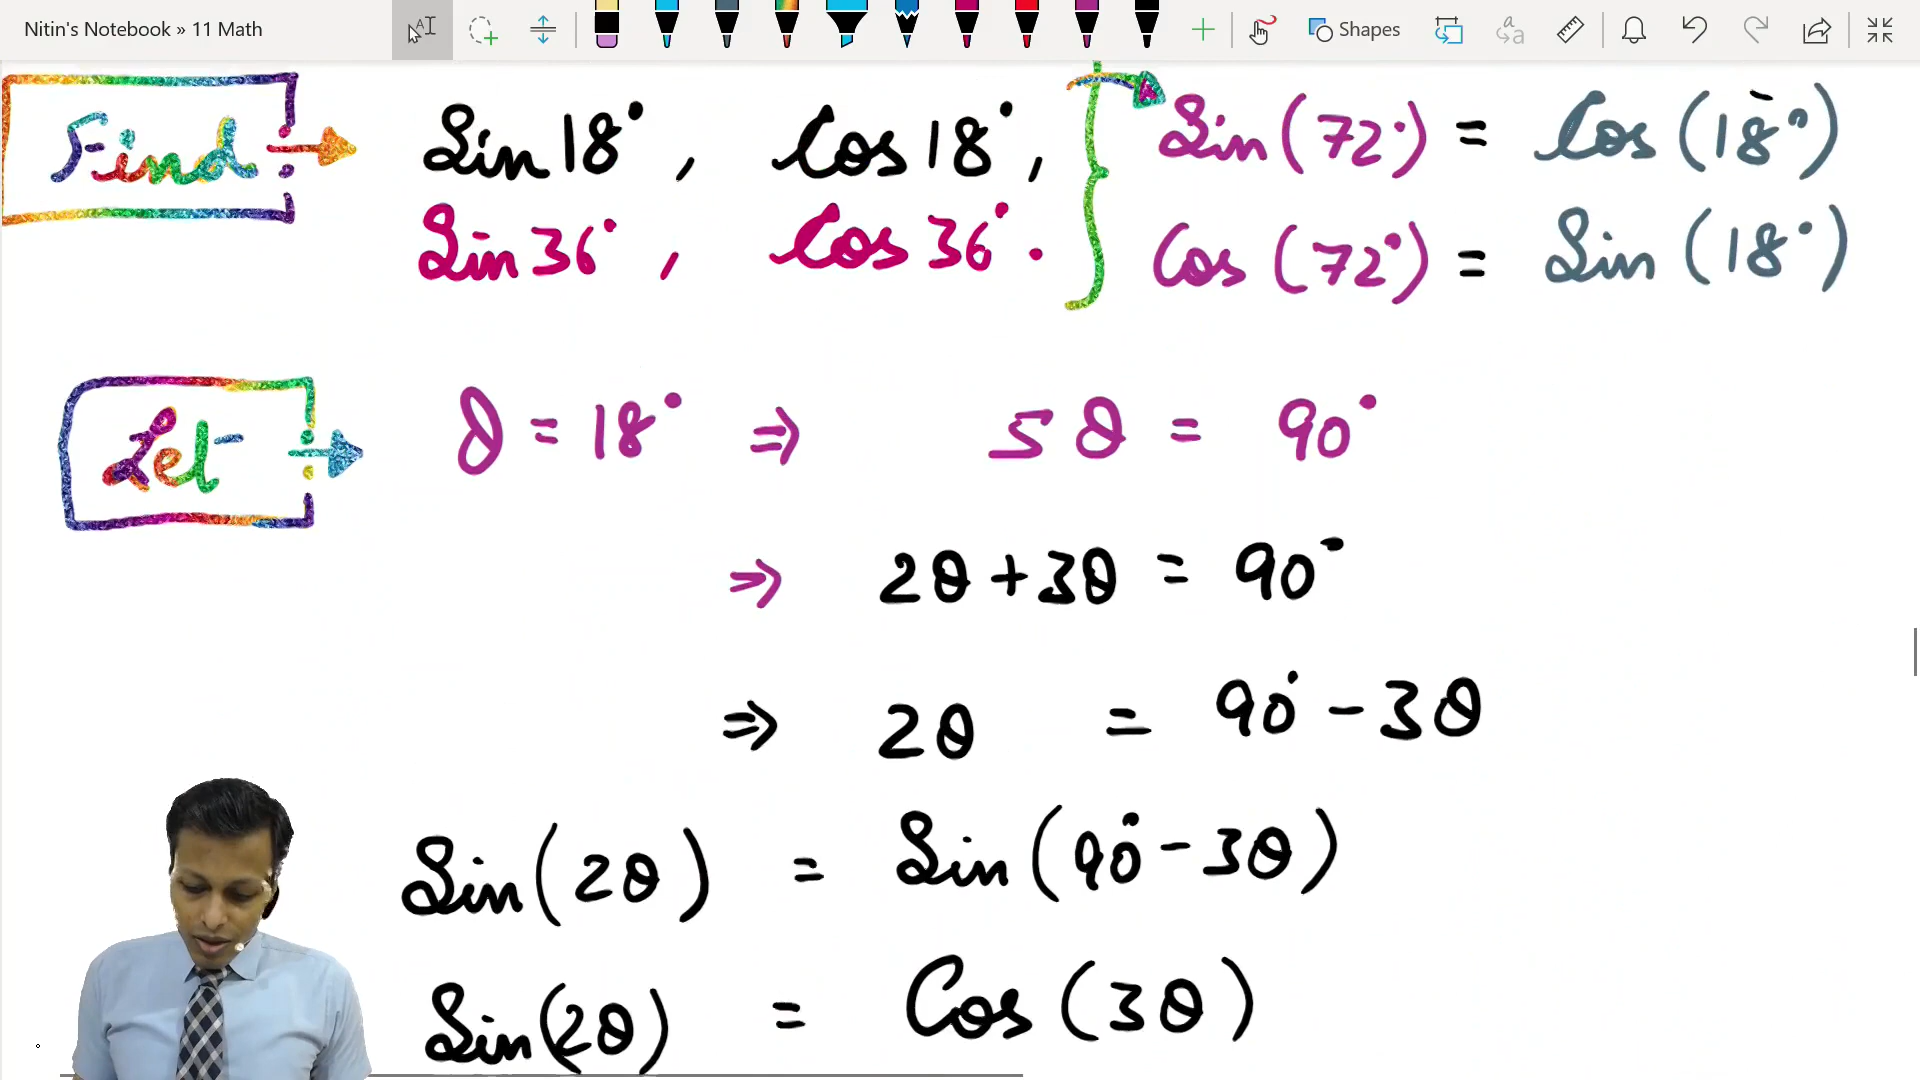 Nitin's Notebook » 11 Math
Shapes
Find
Sin 18°, Cos 18°,
Sin 36°, Cos 36°.
Sin (72°) = Cos (18°)
Cos (72°) = Sin (18°)
Let
θ = 18° ⇒ 5θ = 90°
⇒ 2θ + 3θ = 90°
⇒ 2θ = 90° - 3θ
Sin (2θ) = Sin (90° - 3θ)
Sin (2θ) = Cos (3θ)